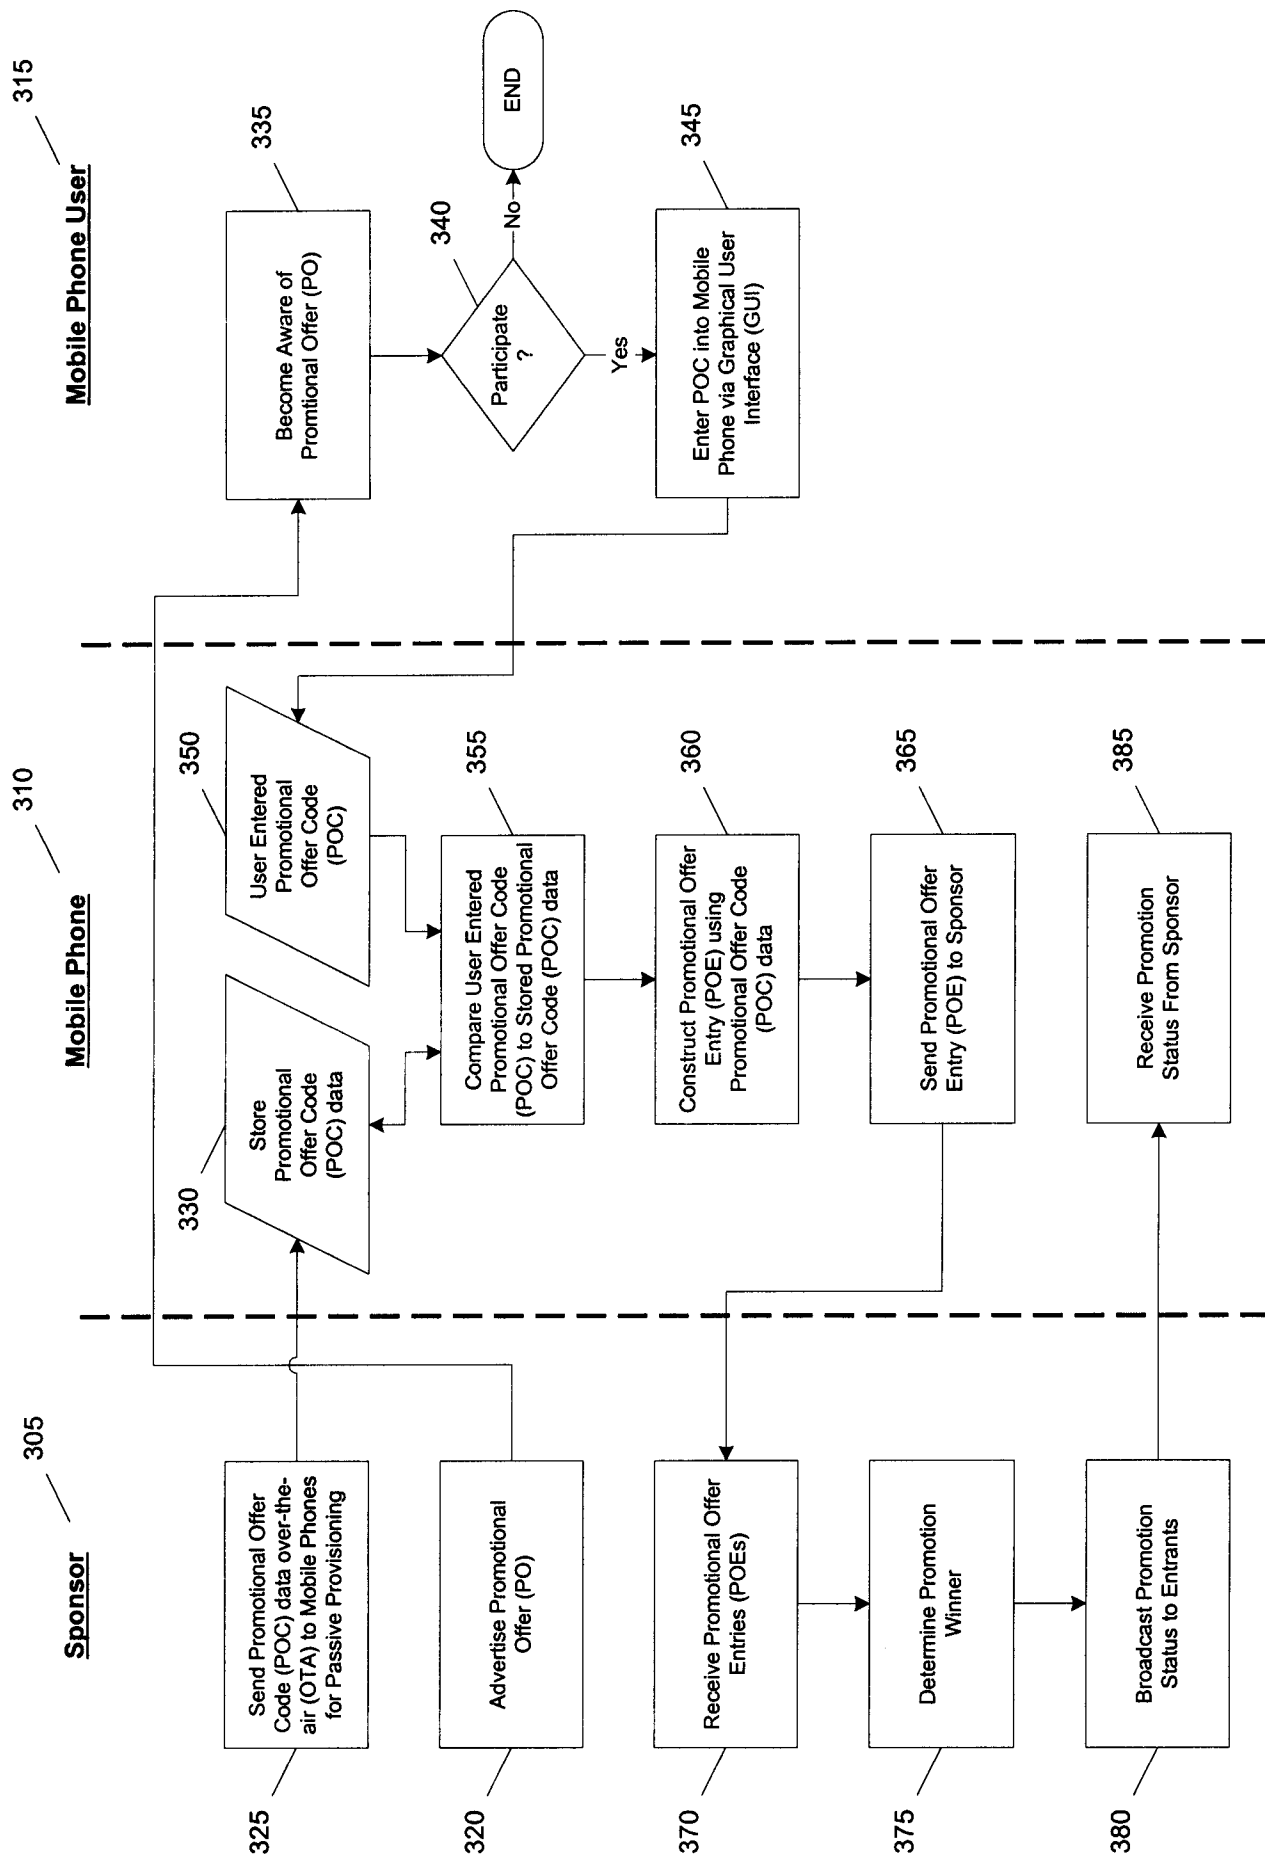 305
Sponsor
310
Mobile Phone
315
Mobile Phone User
325
Send Promotional Offer
Code (POC) data over-the-
air (OTA) to Mobile Phones
for Passive Provisioning
330
Store
Promotional
Offer Code
(POC) data
350
User Entered
Promotional
Offer Code
(POC)
335
Become Aware of
Promtional Offer (PO)
320
Advertise Promotional
Offer (PO)
355
Compare User Entered
Promotional Offer Code
(POC) to Stored Promotional
Offer Code (POC) data
340
Participate
?
No
END
Yes
370
Receive Promotional Offer
Entries (POEs)
360
Construct Promotional Offer
Entry (POE) using
Promotional Offer Code
(POC) data
345
Enter POC into Mobile
Phone via Graphical User
Interface (GUI)
375
Determine Promotion
Winner
365
Send Promotional Offer
Entry (POE) to Sponsor
380
Broadcast Promotion
Status to Entrants
385
Receive Promotion
Status From Sponsor